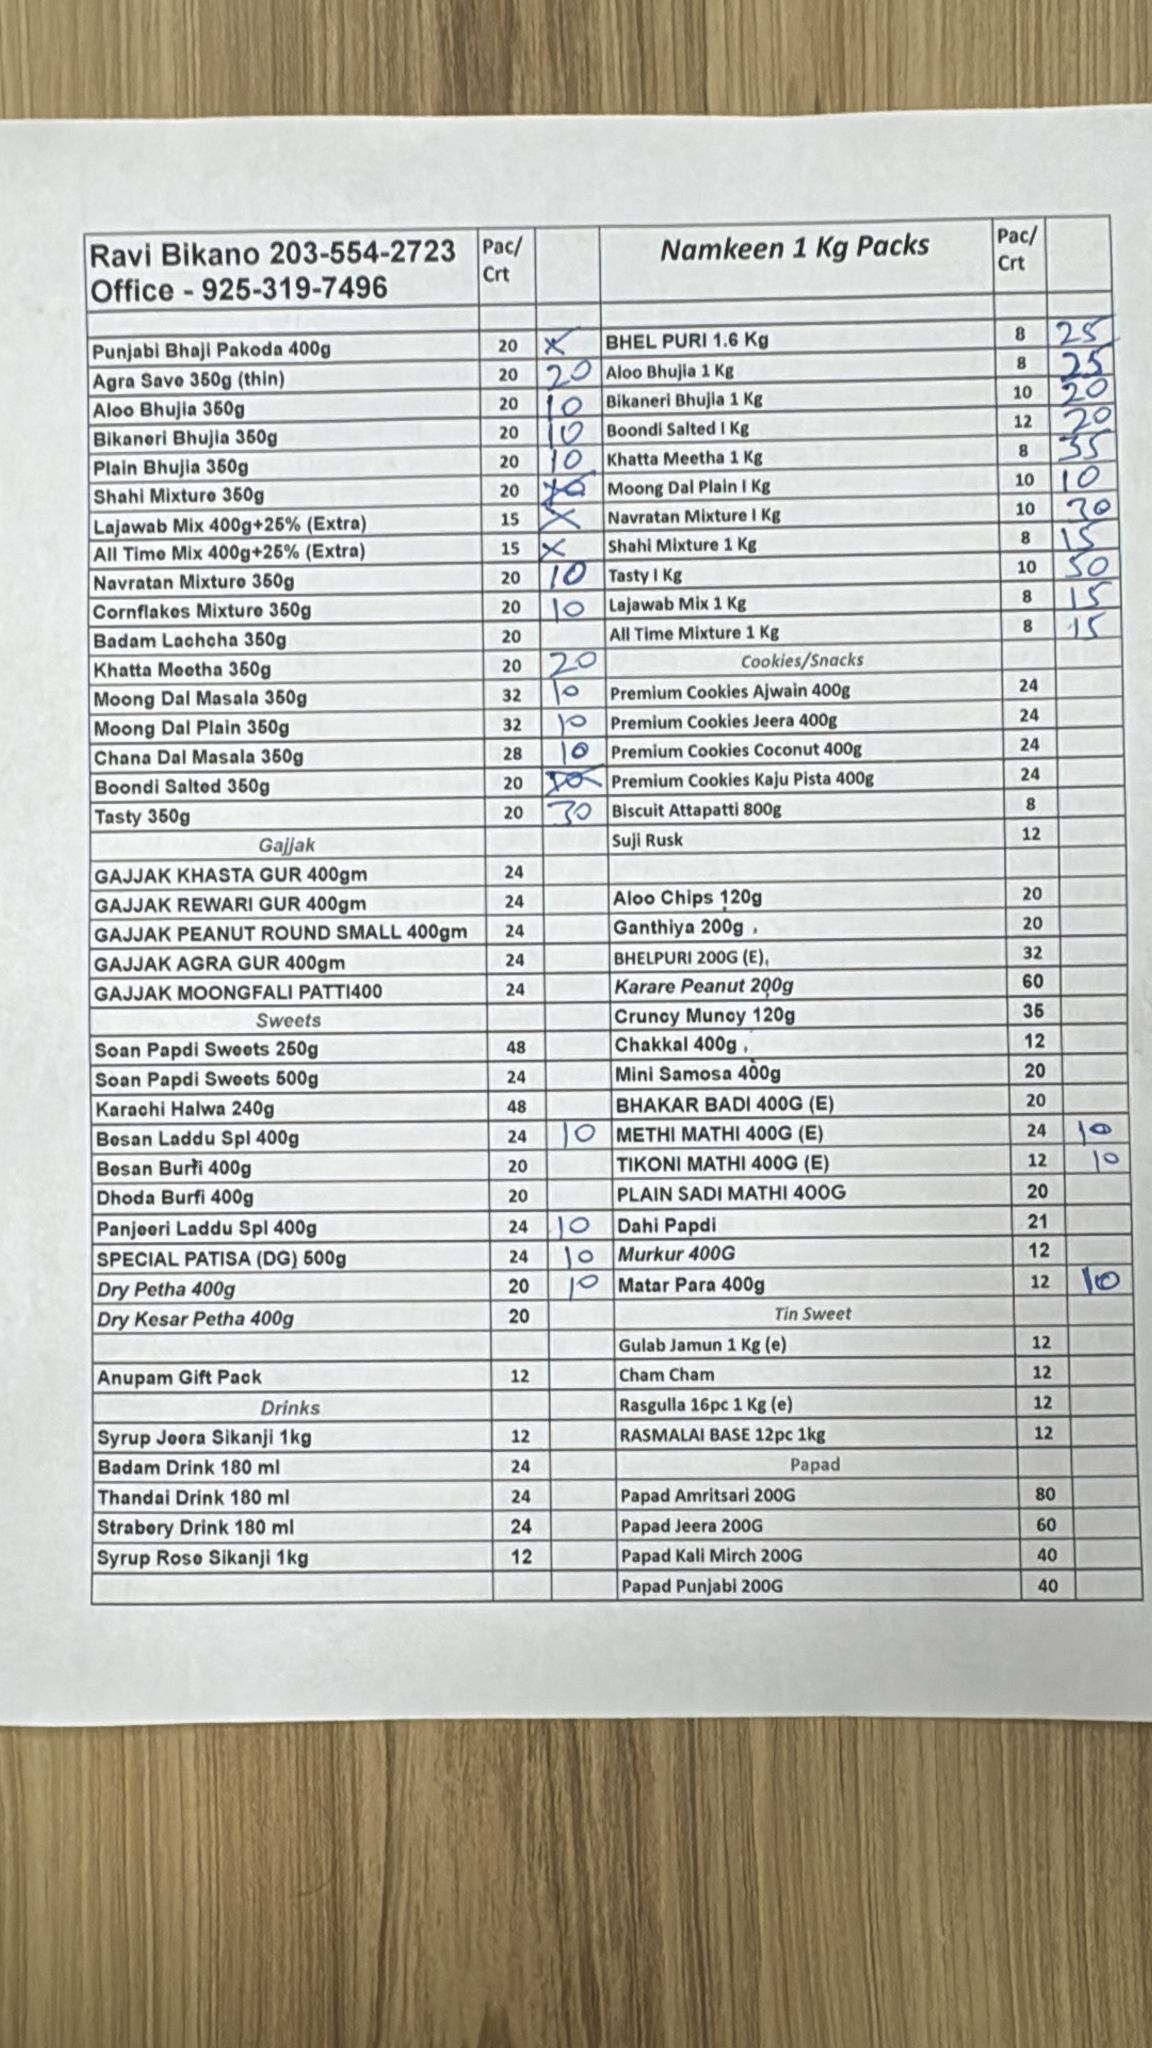 Ravi Bikano 203-554-2723 Pac/ Namkeen 1 Kg Packs Pac/
Office - 925-319-7496 Crt Crt
Punjabi Bhaji Pakoda 400g 20 x BHEL PURI 1.6 Kg 8 25
Agra Save 350g (thin) 20 20 Aloo Bhujia 1 Kg 8 25
Aloo Bhujia 350g 20 10 Bikaneri Bhujia 1 Kg 10 20
Bikaneri Bhujia 350g 20 10 Boondi Salted I Kg 12 20
Plain Bhujia 350g 20 10 Khatta Meetha 1 Kg 8 35
Shahi Mixture 350g 20 Moong Dal Plain I Kg 10 10
Lajawab Mix 400g+25% (Extra) 15 x Navratan Mixture I Kg 10
All Time Mix 400g+25% (Extra) 15 x Shahi Mixture 1 Kg 8 15
Navratan Mixture 350g 20 10 Tasty I Kg 10 50
Cornflakes Mixture 350g 20 10 Lajawab Mix 1 Kg 8 15
Badam Lachcha 350g 20 All Time Mixture 1 Kg 8 15
Khatta Meetha 350g 20 20 Cookies/Snacks
Moong Dal Masala 350g 32 10 Premium Cookies Ajwain 400g 24
Moong Dal Plain 350g 32 10 Premium Cookies Jeera 400g 24
Chana Dal Masala 350g 28 10 Premium Cookies Coconut 400g 24
Boondi Salted 350g 20 Premium Cookies Kaju Pista 400g 24
Tasty 350g 20 30 Biscuit Attapatti 800g 8
Gajjak Suji Rusk 12
GAJJAK KHASTA GUR 400gm 24
GAJJAK REWARI GUR 400gm 24 Aloo Chips 120g 20
GAJJAK PEANUT ROUND SMALL 400gm 24 Ganthiya 200g 20
GAJJAK AGRA GUR 400gm 24 BHELPURI 200G (E) 32
GAJJAK MOONGFALI PATTI400 24 Karare Peanut 200g 60
Sweets Cruncy Muncy 120g 35
Soan Papdi Sweets 250g 48 Chakkal 400g 12
Soan Papdi Sweets 500g 24 Mini Samosa 400g 20
Karachi Halwa 240g 48 BHAKAR BADI 400G (E) 20
Besan Laddu Spl 400g 24 10 METHI MATHI 400G (E) 24 10
Besan Burfi 400g 20 TIKONI MATHI 400G (E) 12 10
Dhoda Burfi 400g 20 PLAIN SADI MATHI 400G 20
Panjeeri Laddu Spl 400g 24 10 Dahi Papdi 21
SPECIAL PATISA (DG) 500g 24 10 Murkur 400G 12
Dry Petha 400g 20 10 Matar Para 400g 12 10
Dry Kesar Petha 400g 20 Tin Sweet
Gulab Jamun 1 Kg (e) 12
Anupam Gift Pack 12 Cham Cham 12
Drinks Rasgulla 16pc 1 Kg (e) 12
Syrup Jeera Sikanji 1kg 12 RASMALAI BASE 12pc 1kg 12
Badam Drink 180 ml 24 Papad
Thandai Drink 180 ml 24 Papad Amritsari 200G 80
Strabery Drink 180 ml 24 Papad Jeera 200G 60
Syrup Rose Sikanji 1kg 12 Papad Kali Mirch 200G 40
Papad Punjabi 200G 40